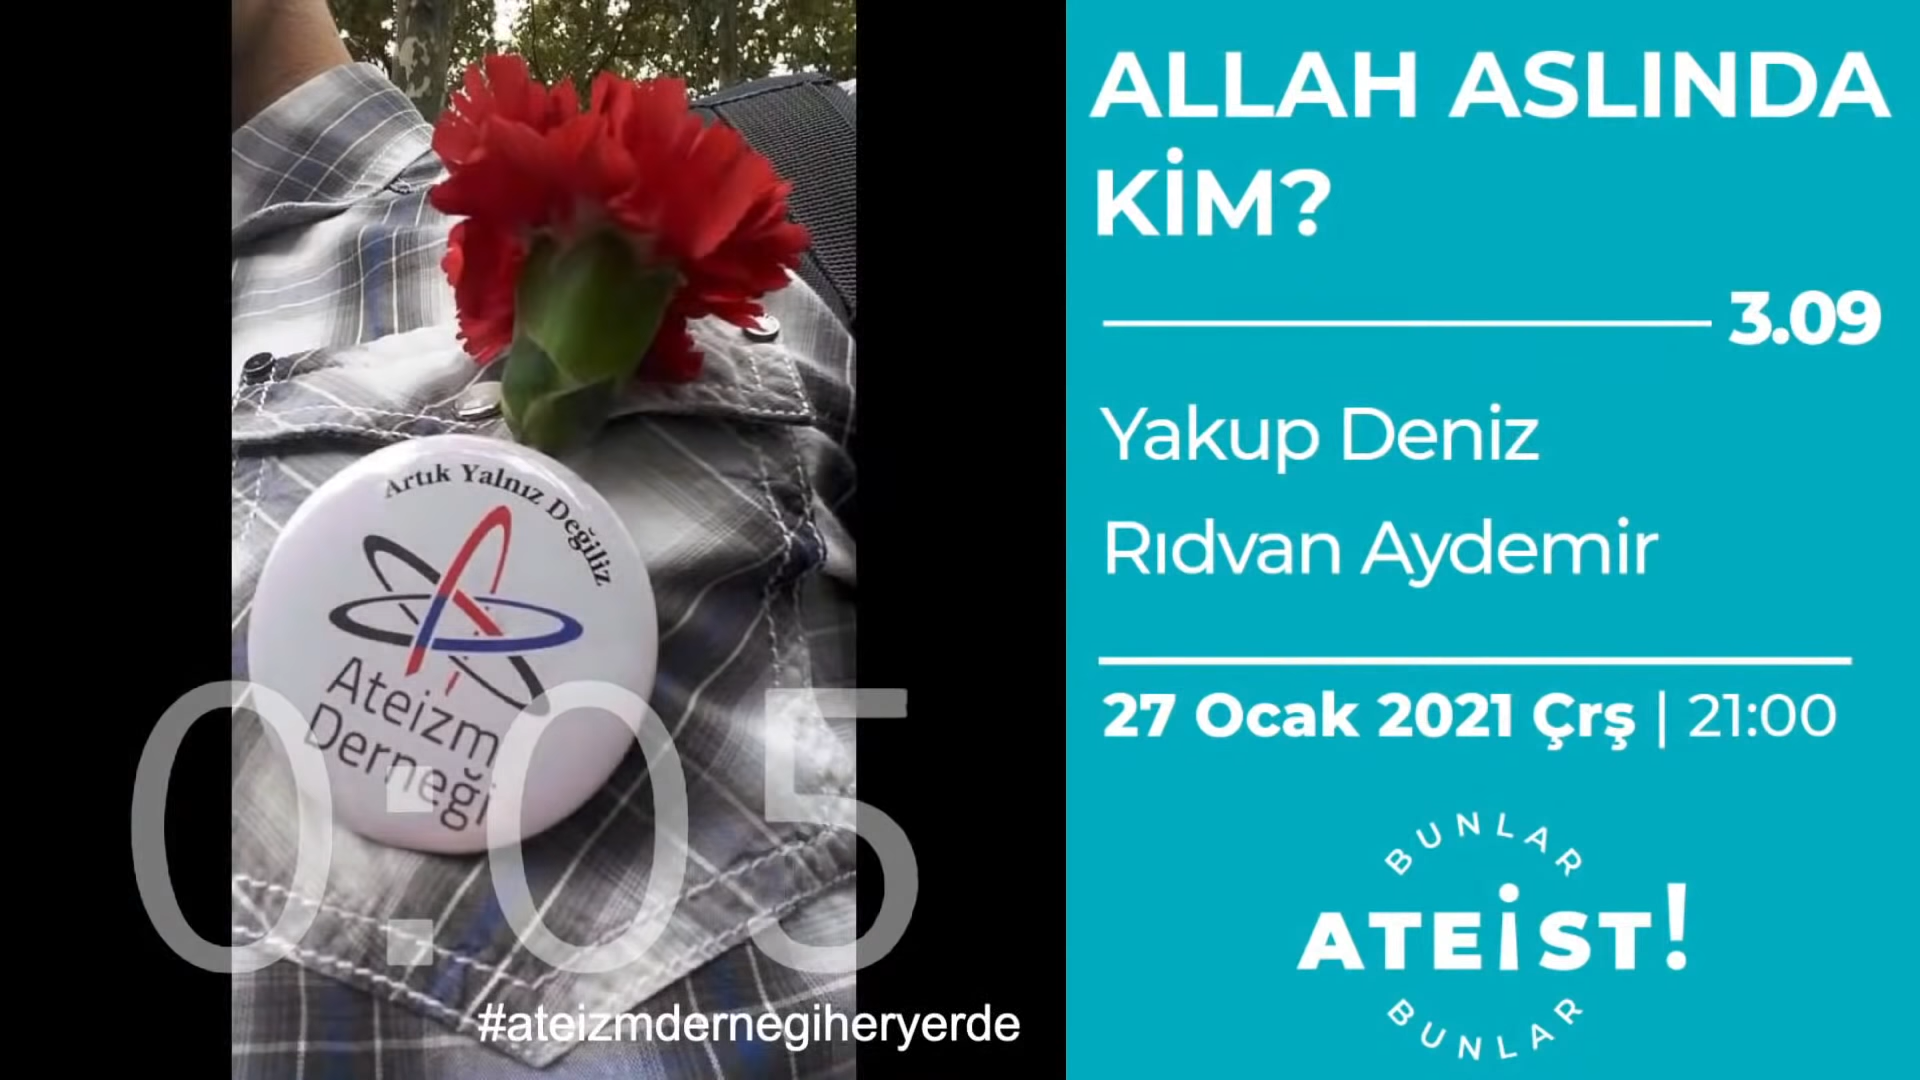 Artık Yalnız Değiliz
Ateizm
Derneği
0:05
#ateizmdernegiheryerde
ALLAH ASLINDA
KİM?
3.09
Yakup Deniz
Rıdvan Aydemir
27 Ocak 2021 Çrş | 21:00
BUNLAR
ATEİST!
BUNLAR